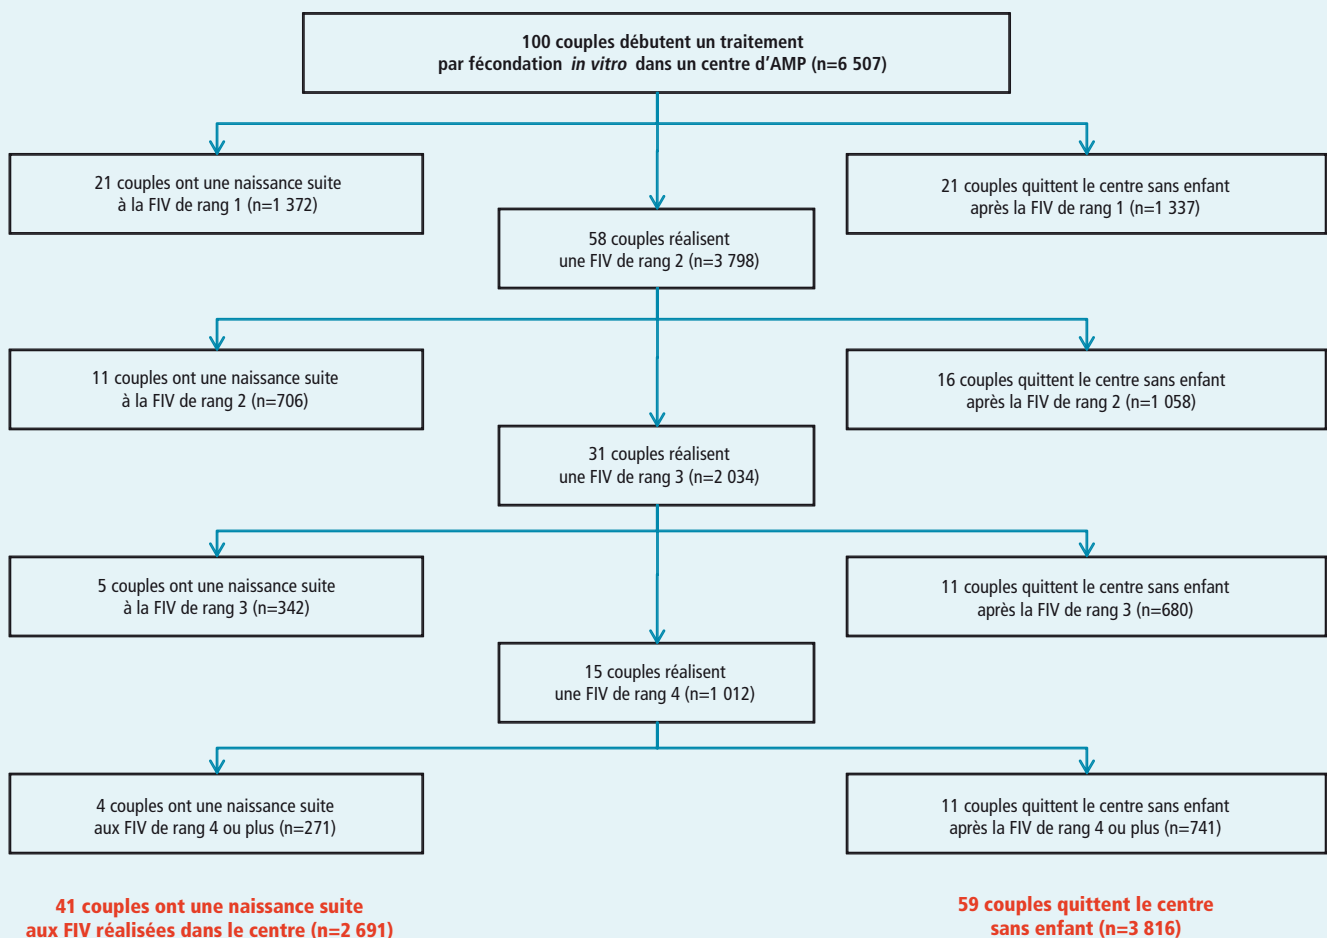 100 couples débutent un traitement
par fécondation in vitro dans un centre d'AMP (n=6 507)
21 couples ont une naissance suite
à la FIV de rang 1 (n=1 372)
21 couples quittent le centre sans enfant
après la FIV de rang 1 (n=1 337)
58 couples réalisent
une FIV de rang 2 (n=3 798)
11 couples ont une naissance suite
à la FIV de rang 2 (n=706)
16 couples quittent le centre sans enfant
après la FIV de rang 2 (n=1 058)
31 couples réalisent
une FIV de rang 3 (n=2 034)
5 couples ont une naissance suite
à la FIV de rang 3 (n=342)
11 couples quittent le centre sans enfant
après la FIV de rang 3 (n=680)
15 couples réalisent
une FIV de rang 4 (n=1 012)
4 couples ont une naissance suite
aux FIV de rang 4 ou plus (n=271)
11 couples quittent le centre sans enfant
après la FIV de rang 4 ou plus (n=741)
41 couples ont une naissance suite
aux FIV réalisées dans le centre (n=2 691)
59 couples quittent le centre
sans enfant (n=3 816)